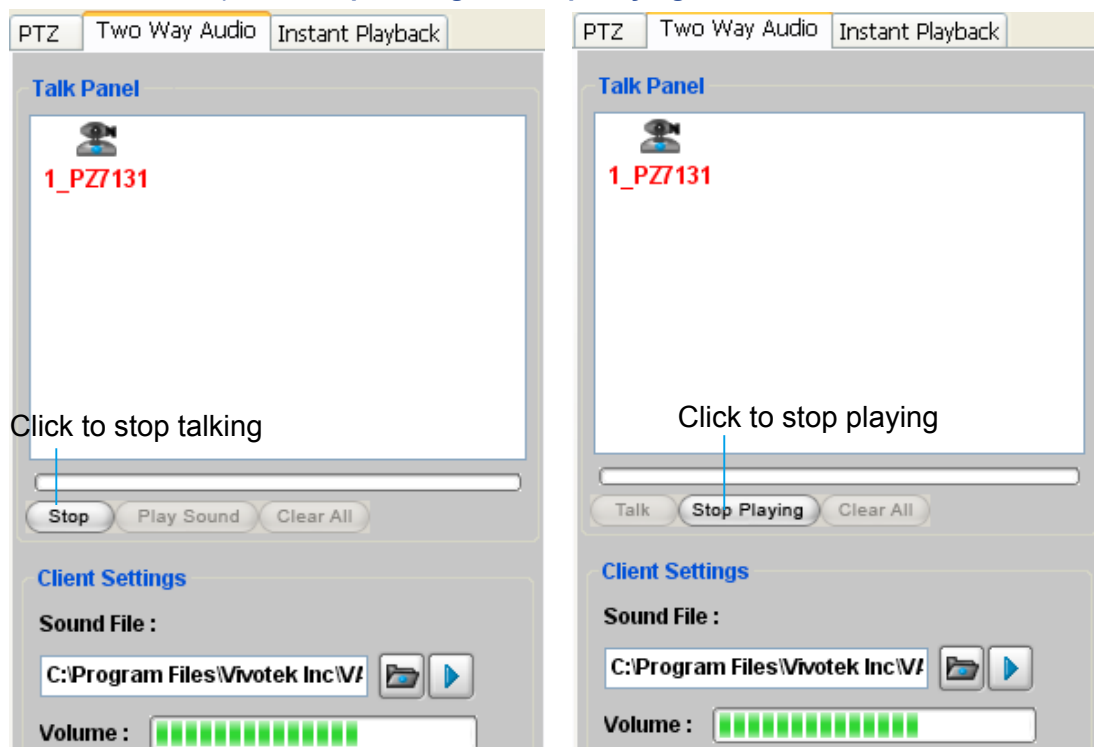 PTZ Two Way Audio Instant Playback
Talk Panel
1_PZ7131
Click to stop talking
Stop Play Sound Clear All
Client Settings
Sound File :
C:\Program Files\Vivotek Inc\VA
Volume :
PTZ Two Way Audio Instant Playback
Talk Panel
1_PZ7131
Click to stop playing
Talk Stop Playing Clear All
Client Settings
Sound File :
C:\Program Files\Vivotek Inc\VA
Volume :